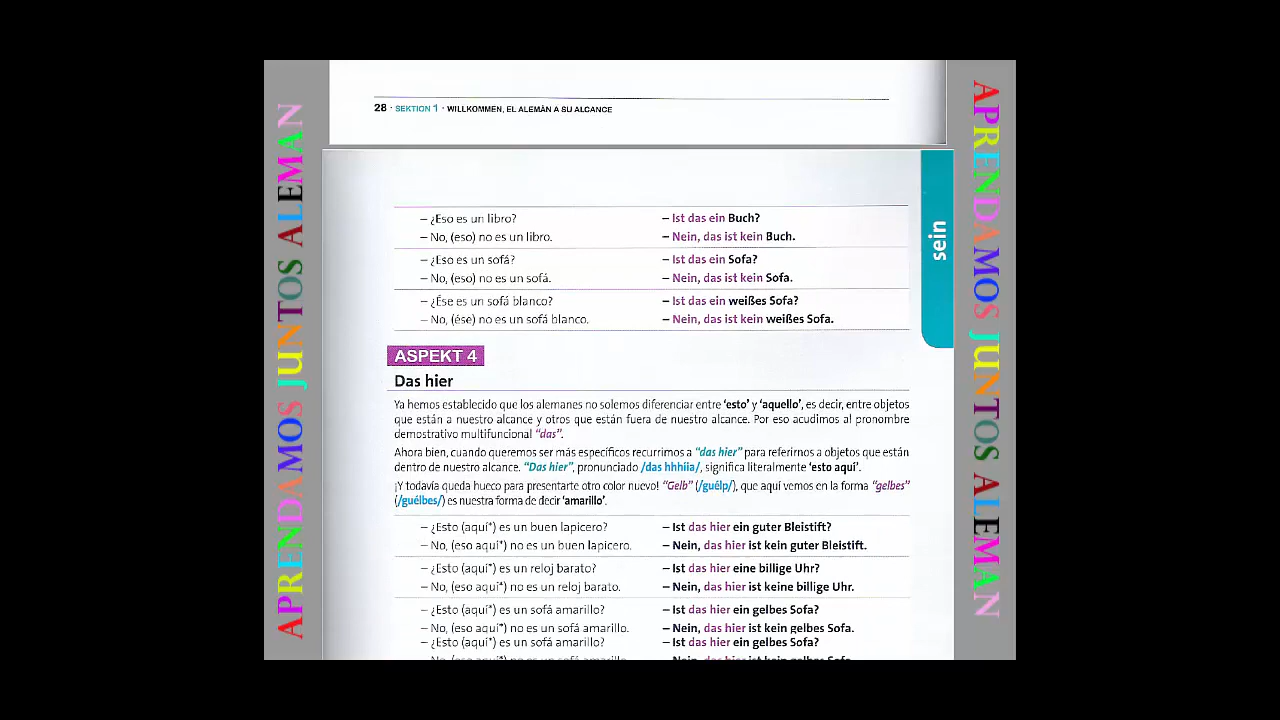 APRENDAMOS JUNTOS ALEMAN
28 · SEKTION 1 · WILLKOMMEN, EL ALEMÁN A SU ALCANCE
sein
– ¿Eso es un libro? – Ist das ein Buch?
– No, (eso) no es un libro. – Nein, das ist kein Buch.
– ¿Eso es un sofá? – Ist das ein Sofa?
– No, (eso) no es un sofá. – Nein, das ist kein Sofa.
– ¿Ése es un sofá blanco? – Ist das ein weißes Sofa?
– No, (ése) no es un sofá blanco. – Nein, das ist kein weißes Sofa.
ASPEKT 4
Das hier
Ya hemos establecido que los alemanes no solemos diferenciar entre ‘esto’ y ‘aquello’, es decir, entre objetos
que están a nuestro alcance y otros que están fuera de nuestro alcance. Por eso acudimos al pronombre
demostrativo multifuncional “das”.
Ahora bien, cuando queremos ser más específicos recurrimos a “das hier” para referirnos a objetos que están
dentro de nuestro alcance. “Das hier”, pronunciado /das hhhiia/, significa literalmente ‘esto aquí’.
¡Y todavía queda hueco para presentarte otro color nuevo! “Gelb” (/guélp/), que aquí vemos en la forma “gelbes”
(/guélbes/) es nuestra forma de decir ‘amarillo’.
– ¿Esto (aquí*) es un buen lapicero? – Ist das hier ein guter Bleistift?
– No, (eso aquí*) no es un buen lapicero. – Nein, das hier ist kein guter Bleistift.
– ¿Esto (aquí*) es un reloj barato? – Ist das hier eine billige Uhr?
– No, (eso aquí*) no es un reloj barato. – Nein, das hier ist keine billige Uhr.
– ¿Esto (aquí*) es un sofá amarillo? – Ist das hier ein gelbes Sofa?
– No, (eso aquí*) no es un sofá amarillo. – Nein, das hier ist kein gelbes Sofa.
– ¿Esto (aquí*) es un sofá amarillo? – Ist das hier ein gelbes Sofa?
APRENDAMOS JUNTOS ALEMAN